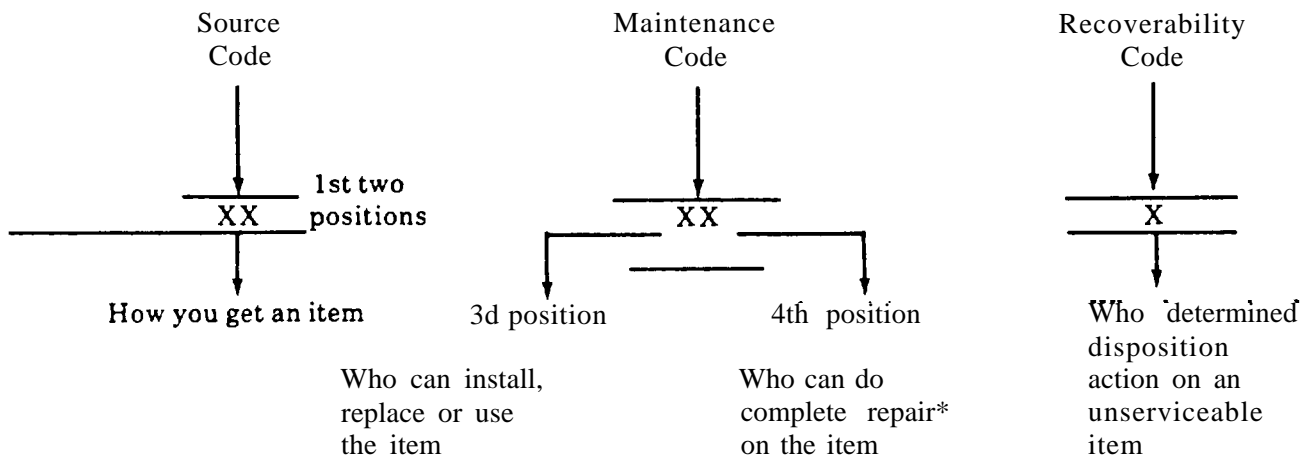 Source
Code
1st two
XX positions
How you get an item
Maintenance
Code
XX
3d position
Who can install,
replace or use
the item
4th position
Who can do
complete repair*
on the item
Recoverability
Code
X
Who determined
disposition
action on an
unserviceable
item